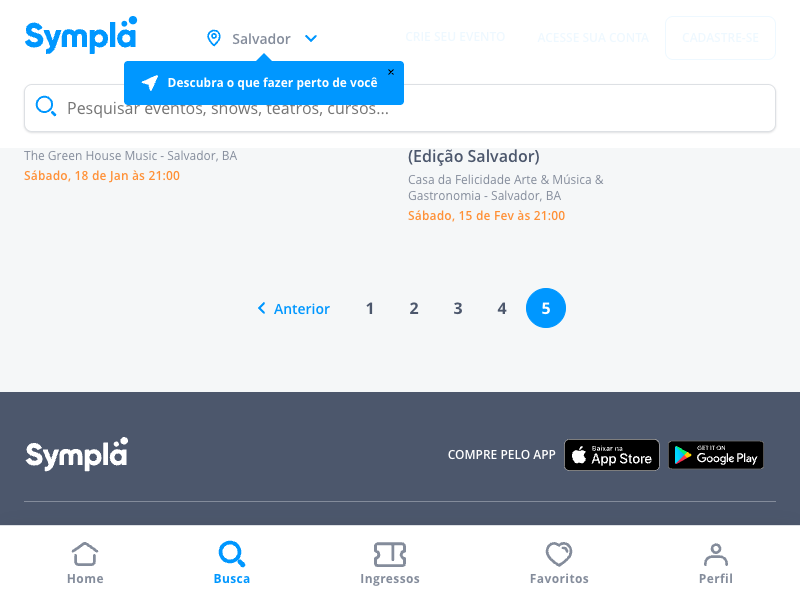 Sympla
Salvador
CRIE SEU EVENTO
ACESSE SUA CONTA
CADASTRE-SE
Descubra o que fazer perto de você
×
Pesquisar eventos, shows, teatros, cursos...
The Green House Music - Salvador, BA
Sábado, 18 de Jan às 21:00
(Edição Salvador)
Casa da Felicidade Arte & Música &
Gastronomia - Salvador, BA
Sábado, 15 de Fev às 21:00
Anterior 1 2 3 4 5
Sympla
COMPRE PELO APP
Baixar na
App Store
GET IT ON
Google Play
Home
Busca
Ingressos
Favoritos
Perfil